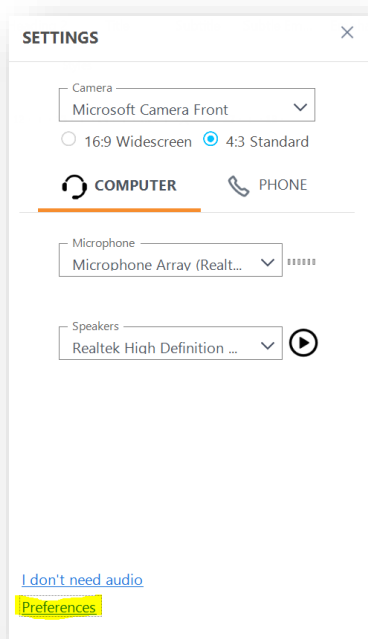 SETTINGS
Camera
Microsoft Camera Front
16:9 Widescreen 4:3 Standard
COMPUTER PHONE
Microphone
Microphone Array (Realt...
Speakers
Realtek High Definition ...
I don't need audio
Preferences